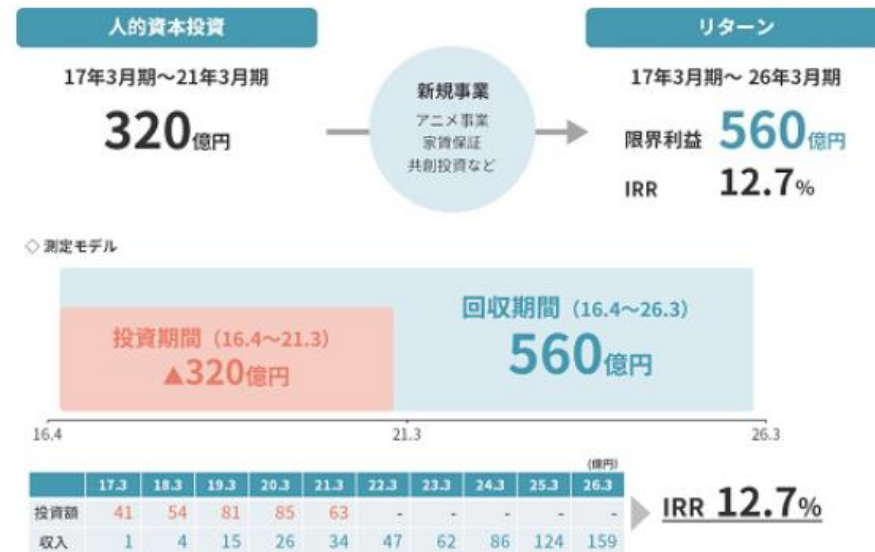 人的資本投資
17年3月期～21年3月期
320億円
新規事業
アニメ事業
家賃保証
共創投資など
リターン
17年3月期～ 26年3月期
限界利益 560億円
IRR 12.7%
◇ 測定モデル
投資期間（16.4～21.3）
▲320億円
回収期間（16.4～26.3）
560億円
16.4 21.3 26.3
(億円)
17.3 18.3 19.3 20.3 21.3 22.3 23.3 24.3 25.3 26.3
投資額 41 54 81 85 63 - - - - -
収入 1 4 15 26 34 47 62 86 124 159
IRR 12.7%